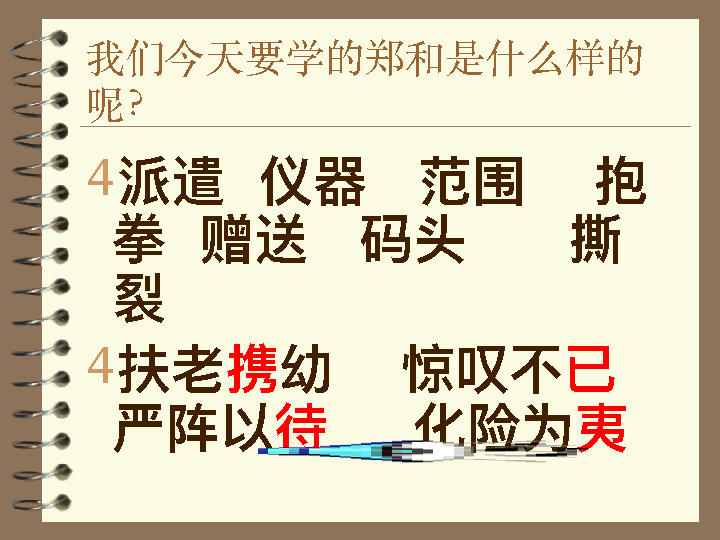 我们今天要学的郑和是什么样的
呢?
4派遣 仪器 范围 抱
拳 赠送 码头 撕
裂
4扶老携幼 惊叹不已
严阵以待 化险为夷